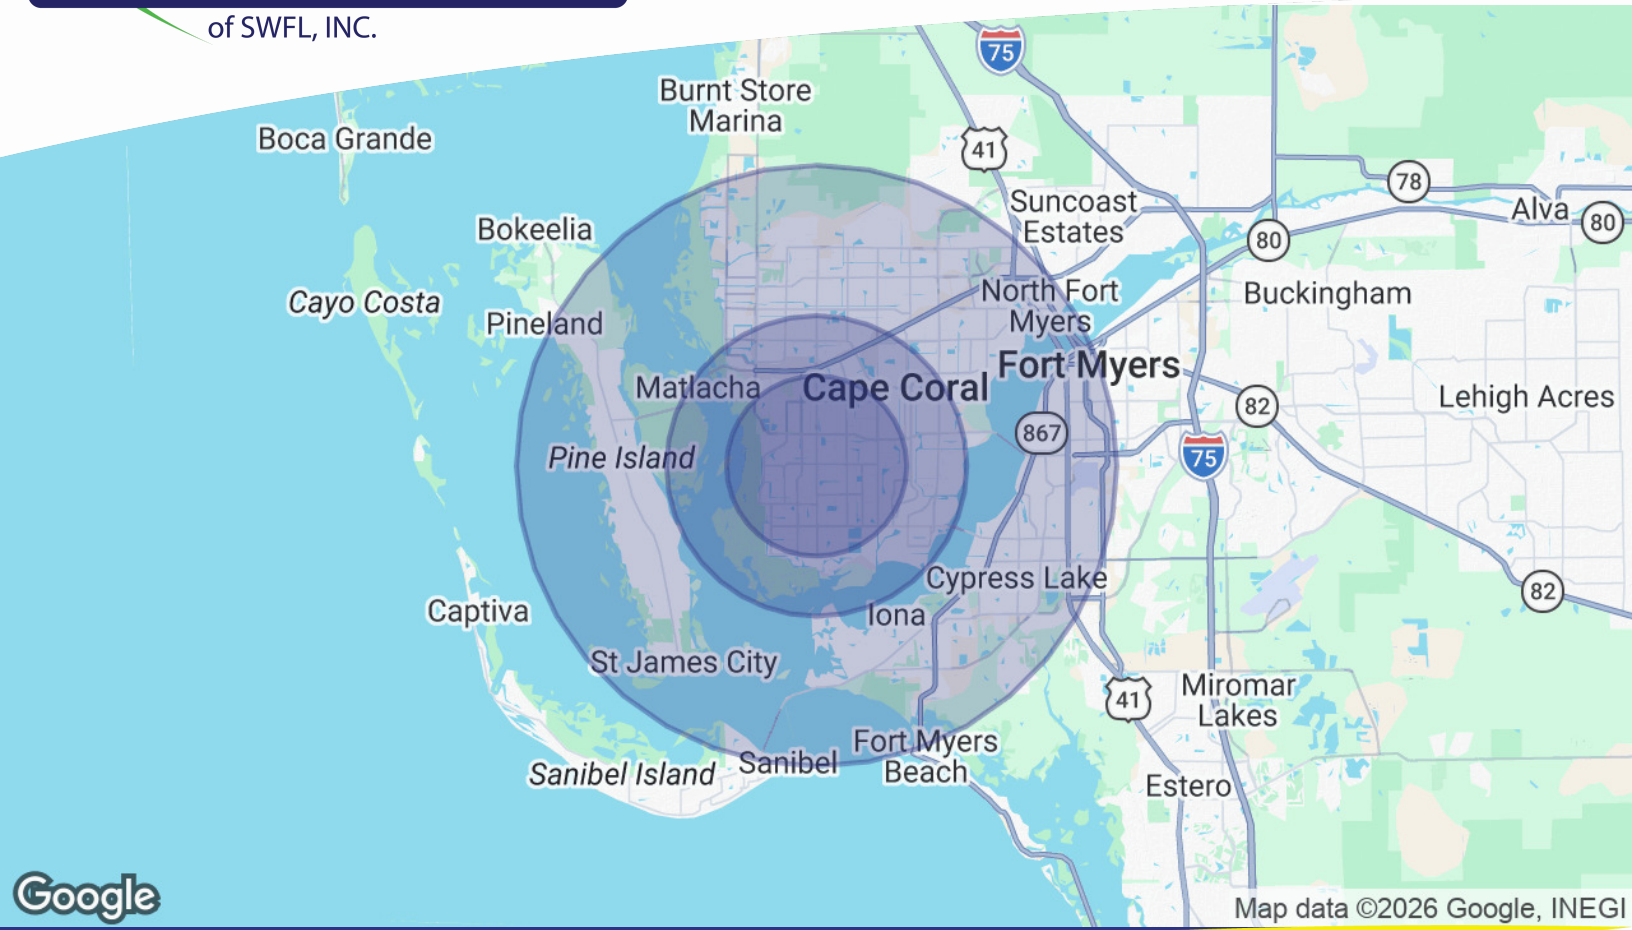 of SWFL, INC.
75
Burnt Store
Marina
Boca Grande
41
78
Suncoast
Estates
Alva
80
Bokeelia
80
Cayo Costa
North Fort
Myers
Buckingham
Pineland
Fort Myers
Matlacha
Cape Coral
82
Lehigh Acres
867
Pine Island
75
Cypress Lake
82
Captiva
Iona
St James City
41
Miromar
Lakes
Fort Myers
Beach
Sanibel
Sanibel Island
Estero
Google
Map data ©2026 Google, INEGI